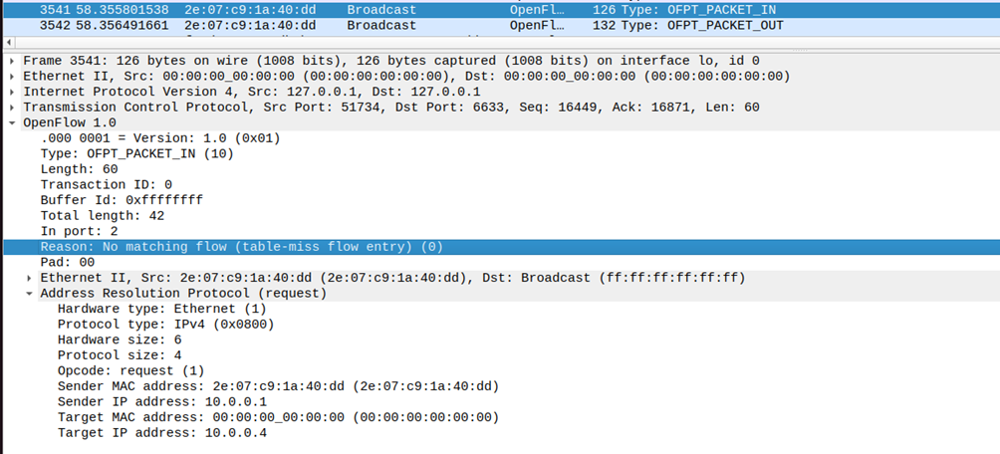 3541 58.355801538 2e:07:c9:1a:40:dd Broadcast OpenFl… 126 Type: OFPT_PACKET_IN
3542 58.356491661 2e:07:c9:1a:40:dd Broadcast OpenFl… 132 Type: OFPT_PACKET_OUT
Frame 3541: 126 bytes on wire (1008 bits), 126 bytes captured (1008 bits) on interface lo, id 0
Ethernet II, Src: 00:00:00_00:00:00 (00:00:00:00:00:00), Dst: 00:00:00_00:00:00 (00:00:00:00:00:00)
Internet Protocol Version 4, Src: 127.0.0.1, Dst: 127.0.0.1
Transmission Control Protocol, Src Port: 51734, Dst Port: 6633, Seq: 16449, Ack: 16871, Len: 60
OpenFlow 1.0
.000 0001 = Version: 1.0 (0x01)
Type: OFPT_PACKET_IN (10)
Length: 60
Transaction ID: 0
Buffer Id: 0xffffffff
Total length: 42
In port: 2
Reason: No matching flow (table-miss flow entry) (0)
Pad: 00
Ethernet II, Src: 2e:07:c9:1a:40:dd (2e:07:c9:1a:40:dd), Dst: Broadcast (ff:ff:ff:ff:ff:ff)
Address Resolution Protocol (request)
Hardware type: Ethernet (1)
Protocol type: IPv4 (0x0800)
Hardware size: 6
Protocol size: 4
Opcode: request (1)
Sender MAC address: 2e:07:c9:1a:40:dd (2e:07:c9:1a:40:dd)
Sender IP address: 10.0.0.1
Target MAC address: 00:00:00_00:00:00 (00:00:00:00:00:00)
Target IP address: 10.0.0.4